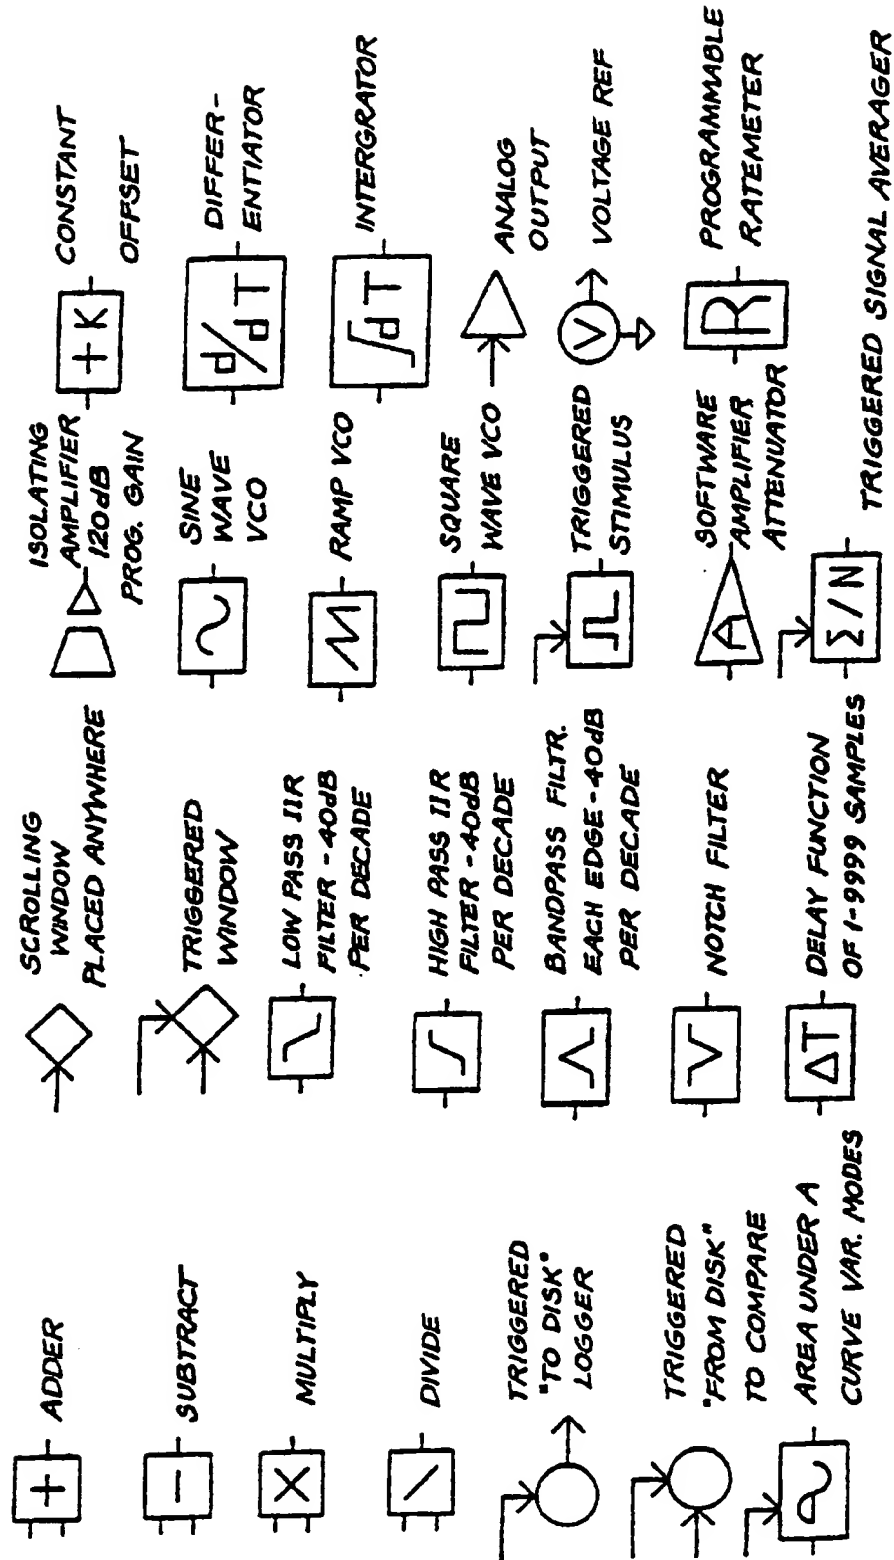 + ADDER
− SUBTRACT
X MULTIPLY
\ DIVIDE
TRIGGERED
"TO DISK"
LOGGER
TRIGGERED
"FROM DISK"
TO COMPARE
AREA UNDER A
CURVE VAR. MODES
SCROLLING
WINDOW
PLACED ANYWHERE
TRIGGERED
WINDOW
LOW PASS IIR
FILTER - 40dB
PER DECADE
HIGH PASS IIR
FILTER - 40dB
PER DECADE
BANDPASS FILTR.
EACH EDGE - 40dB
PER DECADE
NOTCH FILTER
ΔT DELAY FUNCTION
OF 1-9999 SAMPLES
ISOLATING
AMPLIFIER
120dB
PROG. GAIN
SINE
WAVE
VCO
RAMP VCO
SQUARE
WAVE VCO
TRIGGERED
STIMULUS
A SOFTWARE
AMPLIFIER
ATTENUATOR
Σ/N TRIGGERED SIGNAL AVERAGER
+K CONSTANT
OFFSET
d/dT DIFFER-
ENTIATOR
∫dT INTERGRATOR
ANALOG
OUTPUT
V VOLTAGE REF
R PROGRAMMABLE
RATEMETER